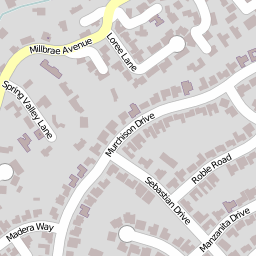 Millbrae Avenue
Loree Lane
Spring Valley Lane
Murchison Drive
Roble Road
Sebastian Drive
Manzanita Drive
Madera Way